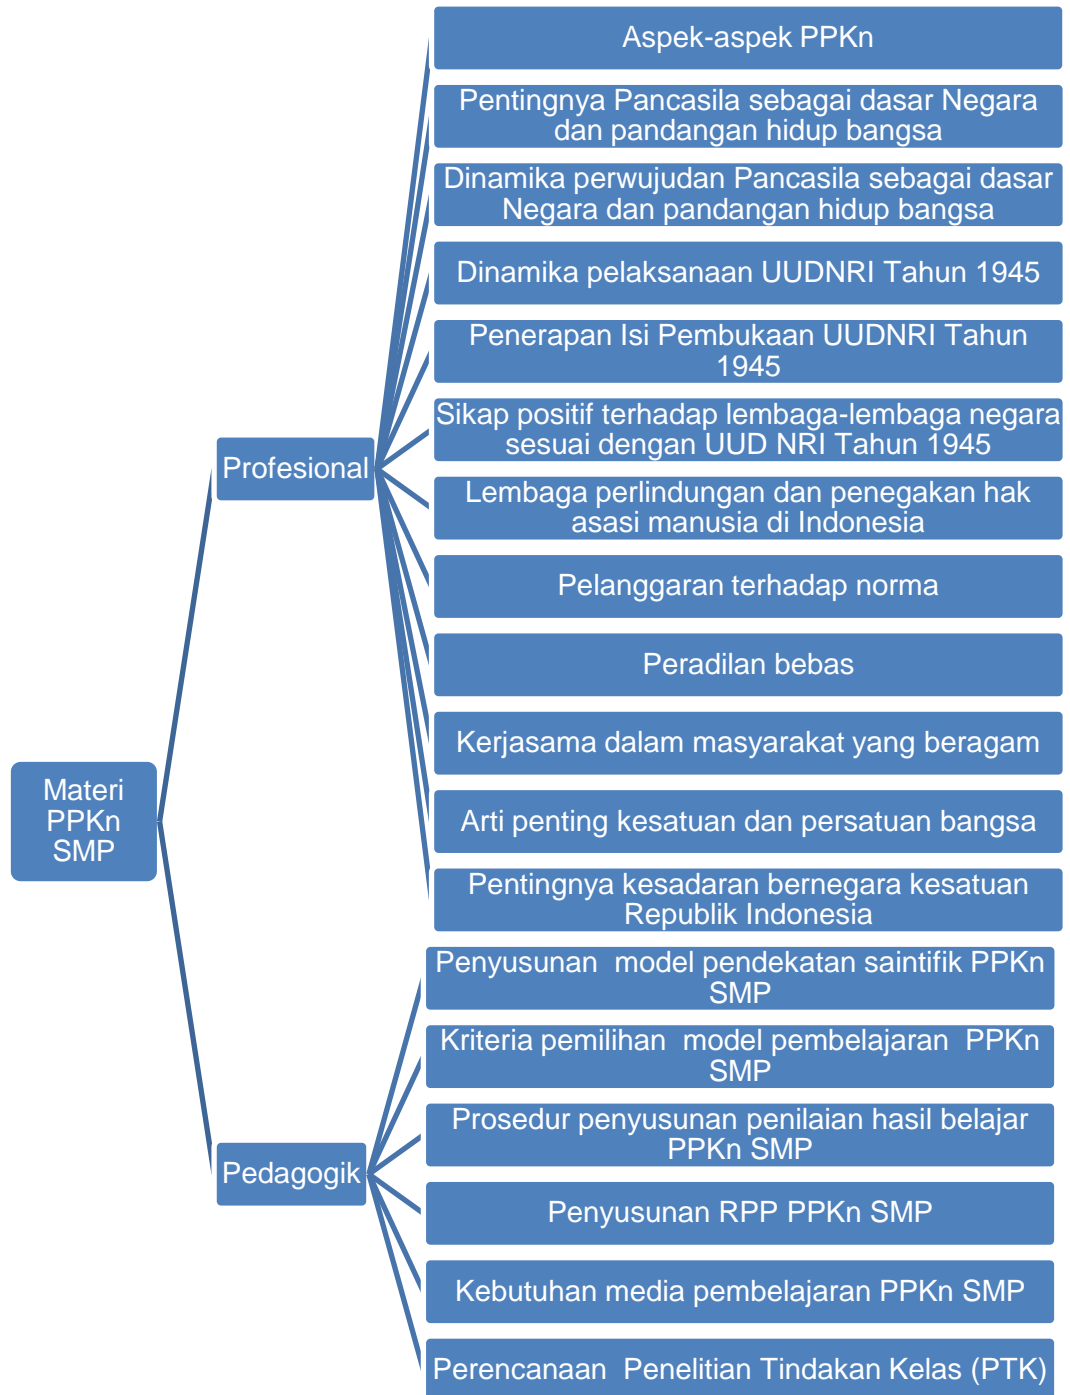 Materi
PPKn
SMP
Profesional
Aspek-aspek PPKn
Pentingnya Pancasila sebagai dasar Negara
dan pandangan hidup bangsa
Dinamika perwujudan Pancasila sebagai dasar
Negara dan pandangan hidup bangsa
Dinamika pelaksanaan UUDNRI Tahun 1945
Penerapan Isi Pembukaan UUDNRI Tahun
1945
Sikap positif terhadap lembaga-lembaga negara
sesuai dengan UUD NRI Tahun 1945
Lembaga perlindungan dan penegakan hak
asasi manusia di Indonesia
Pelanggaran terhadap norma
Peradilan bebas
Kerjasama dalam masyarakat yang beragam
Arti penting kesatuan dan persatuan bangsa
Pentingnya kesadaran bernegara kesatuan
Republik Indonesia
Pedagogik
Penyusunan  model pendekatan saintifik PPKn
SMP
Kriteria pemilihan  model pembelajaran  PPKn
SMP
Prosedur penyusunan penilaian hasil belajar
PPKn SMP
Penyusunan RPP PPKn SMP
Kebutuhan media pembelajaran PPKn SMP
Perencanaan  Penelitian Tindakan Kelas (PTK)